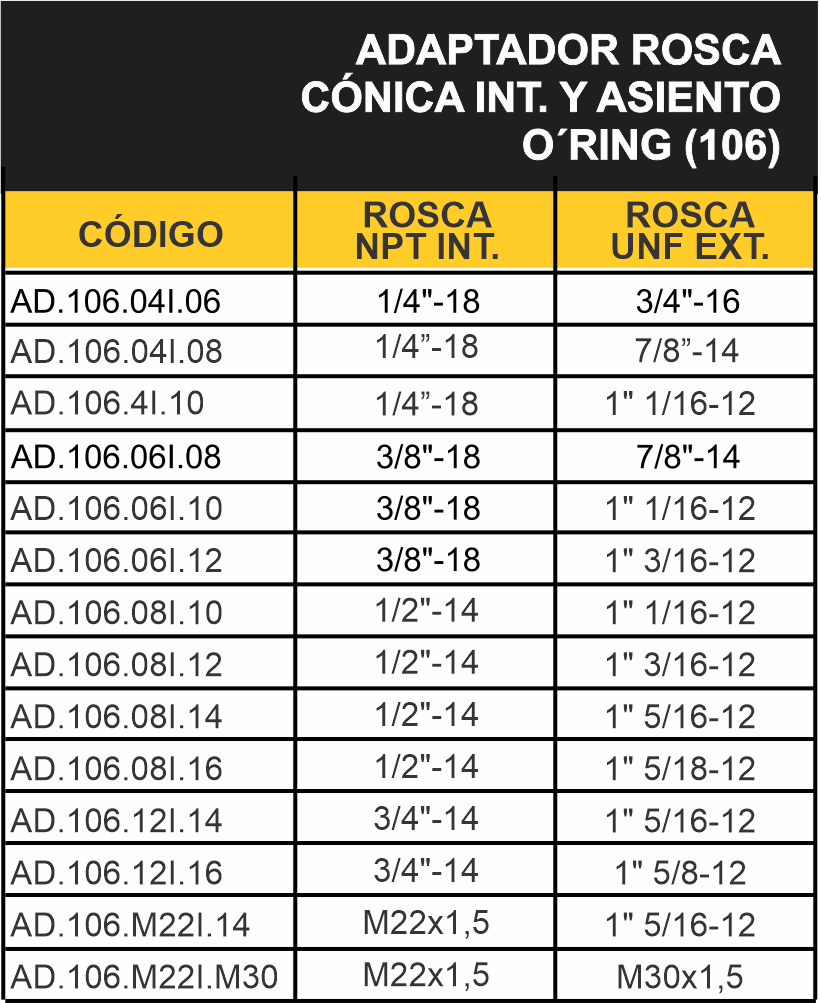 ADAPTADOR ROSCA
CÓNICA INT. Y ASIENTO
O´RING (106)
CÓDIGO ROSCA NPT INT. ROSCA UNF EXT.
AD.106.04I.06 1/4"-18 3/4"-16
AD.106.04I.08 1/4”-18 7/8”-14
AD.106.4I.10 1/4”-18 1" 1/16-12
AD.106.06I.08 3/8"-18 7/8"-14
AD.106.06I.10 3/8"-18 1" 1/16-12
AD.106.06I.12 3/8"-18 1" 3/16-12
AD.106.08I.10 1/2"-14 1" 1/16-12
AD.106.08I.12 1/2"-14 1" 3/16-12
AD.106.08I.14 1/2"-14 1" 5/16-12
AD.106.08I.16 1/2"-14 1" 5/18-12
AD.106.12I.14 3/4"-14 1" 5/16-12
AD.106.12I.16 3/4"-14 1" 5/8-12
AD.106.M22I.14 M22x1,5 1" 5/16-12
AD.106.M22I.M30 M22x1,5 M30x1,5